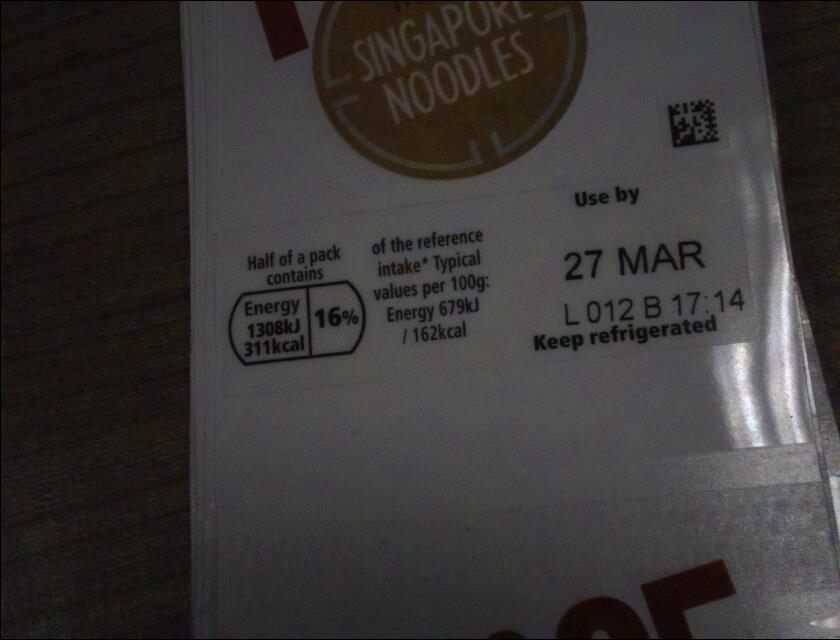 SINGAPORE
NOODLES
Use by
27 MAR
L 012 B 17:14
Keep refrigerated
Half of a pack
contains
Energy
1308kJ
311kcal
16%
of the reference
intake* Typical
values per 100g:
Energy 679kJ
/ 162kcal